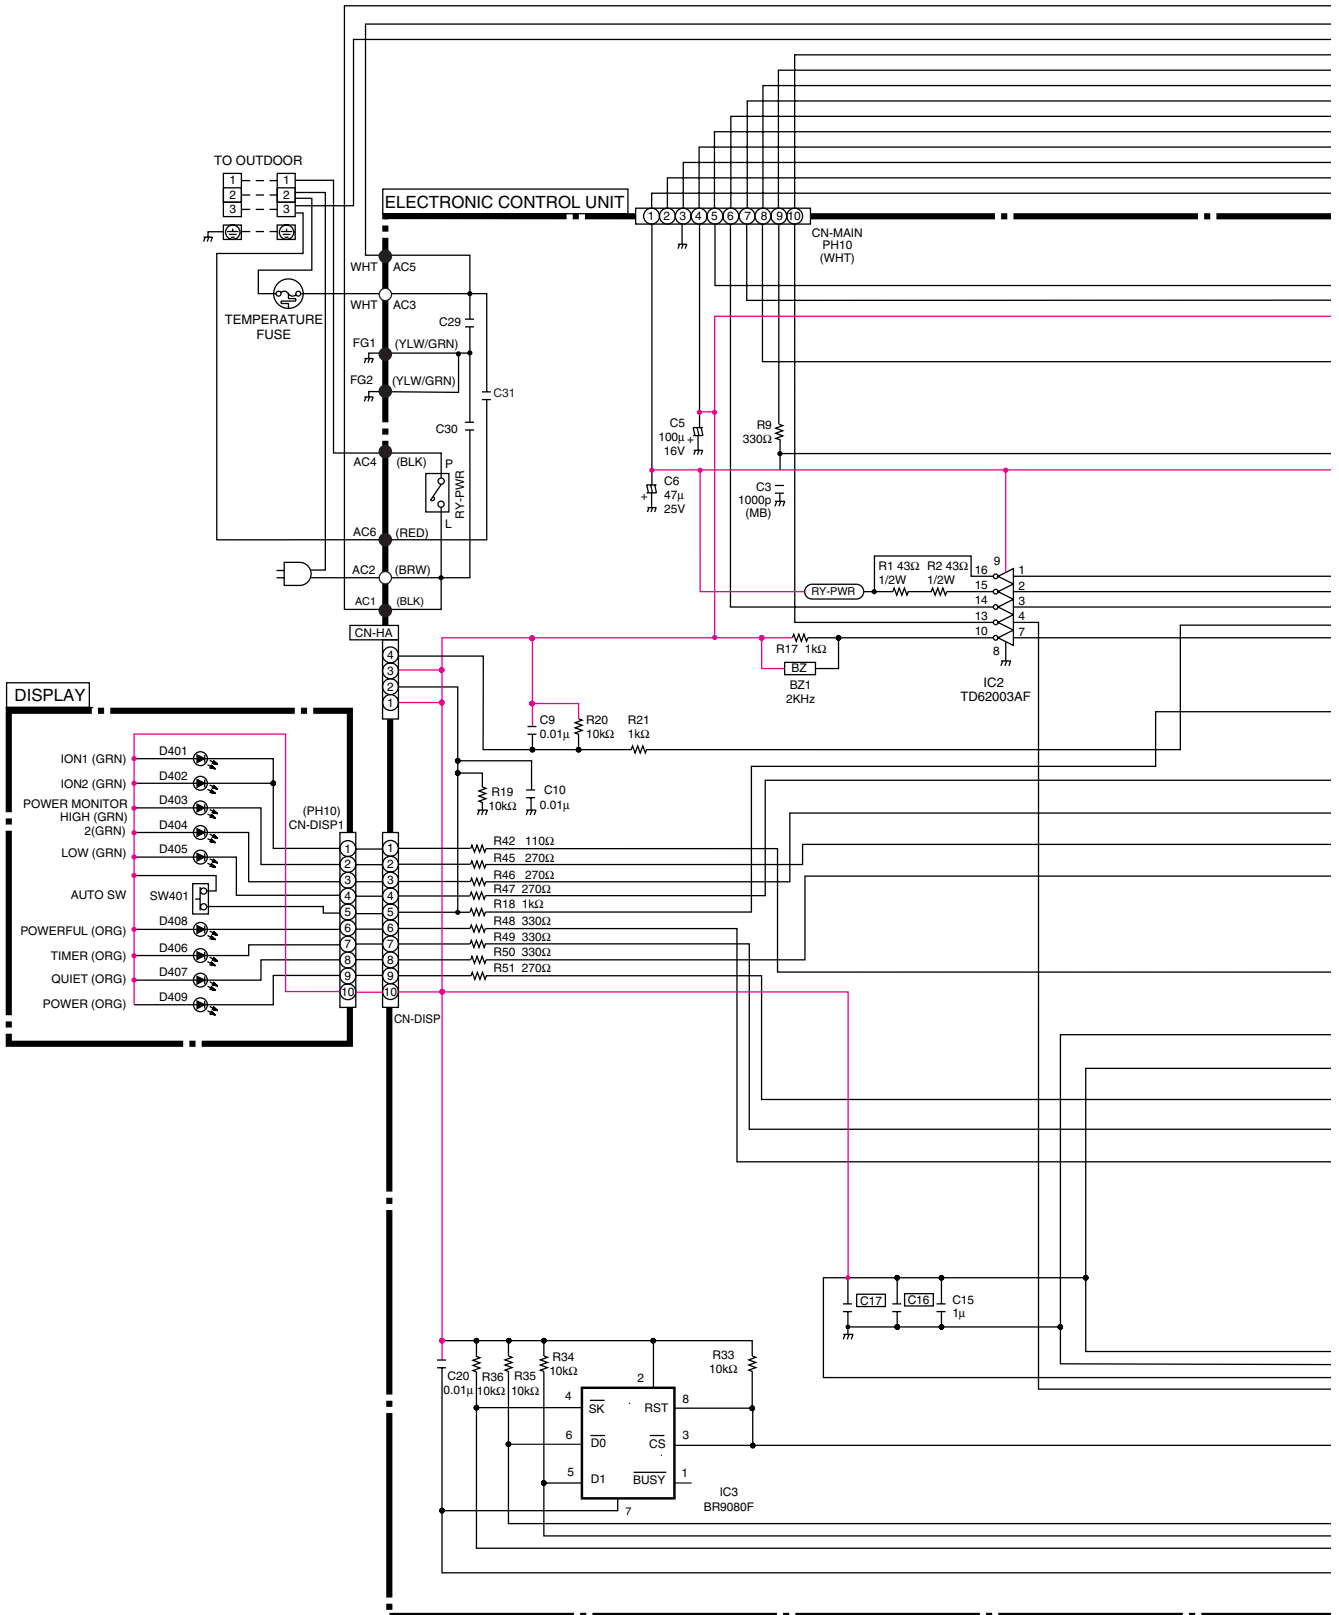 TO OUTDOOR
1 1
2 2
3 3
ELECTRONIC CONTROL UNIT
1 2 3 4 5 6 7 8 9 10
CN-MAIN
PH10
(WHT)
WHT AC5
WHT AC3
TEMPERATURE
FUSE
C29
FG1 (YLW/GRN)
FG2 (YLW/GRN)
C31
C30
AC4 (BLK) P
RY-PWR
L
AC6 (RED)
AC2 (BRW)
AC1 (BLK)
C5
100µ +
16V
R9
330Ω
C6
+ 47µ
25V
C3
1000p
(MB)
RY-PWR
R1 43Ω R2 43Ω
1/2W 1/2W
9
16 1
15 2
14 3
13 4
10 7
8
IC2
TD62003AF
R17 1kΩ
BZ
BZ1
2KHz
CN-HA
4
3
2
1
C9
0.01µ
R20
10kΩ
R21
1kΩ
R19
10kΩ
C10
0.01µ
DISPLAY
ION1 (GRN) D401
ION2 (GRN) D402
POWER MONITOR
HIGH (GRN) D403
2(GRN) D404
LOW (GRN) D405
AUTO SW SW401
POWERFUL (ORG) D408
TIMER (ORG) D406
QUIET (ORG) D407
POWER (ORG) D409
(PH10)
CN-DISP1
1 1 R42 110Ω
2 2 R45 270Ω
3 3 R46 270Ω
4 4 R47 270Ω
5 5 R18 1kΩ
6 6 R48 330Ω
7 7 R49 330Ω
8 8 R50 330Ω
9 9 R51 270Ω
10 10
CN-DISP
C17 C16 C15
1µ
C20
0.01µ
R36
10kΩ
R35
10kΩ
R34
10kΩ
R33
10kΩ
2
4 SK RST 8
6 D0 CS 3
5 D1 BUSY 1
7
IC3
BR9080F